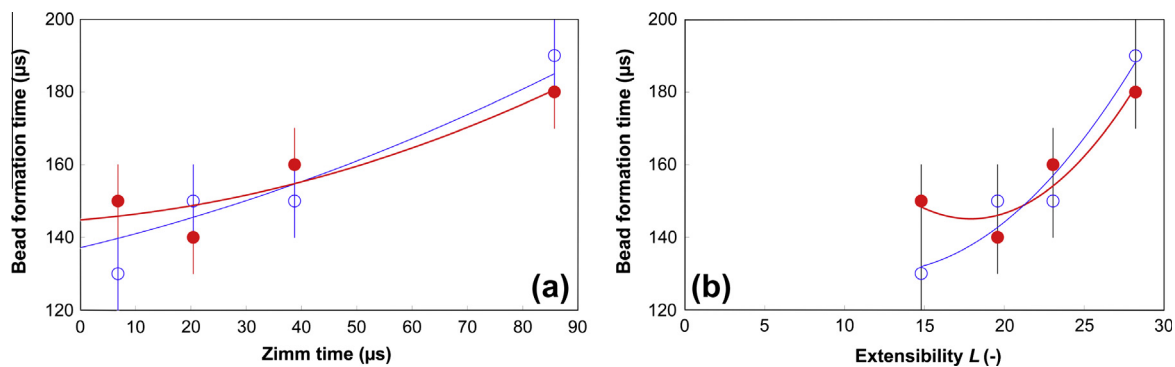 Bead formation time (µs)
200
180
160
140
120
0 10 20 30 40 50 60 70 80 90
Zimm time (µs)
(a)
Bead formation time (µs)
200
180
160
140
120
0 5 10 15 20 25 30
Extensibility L (-)
(b)